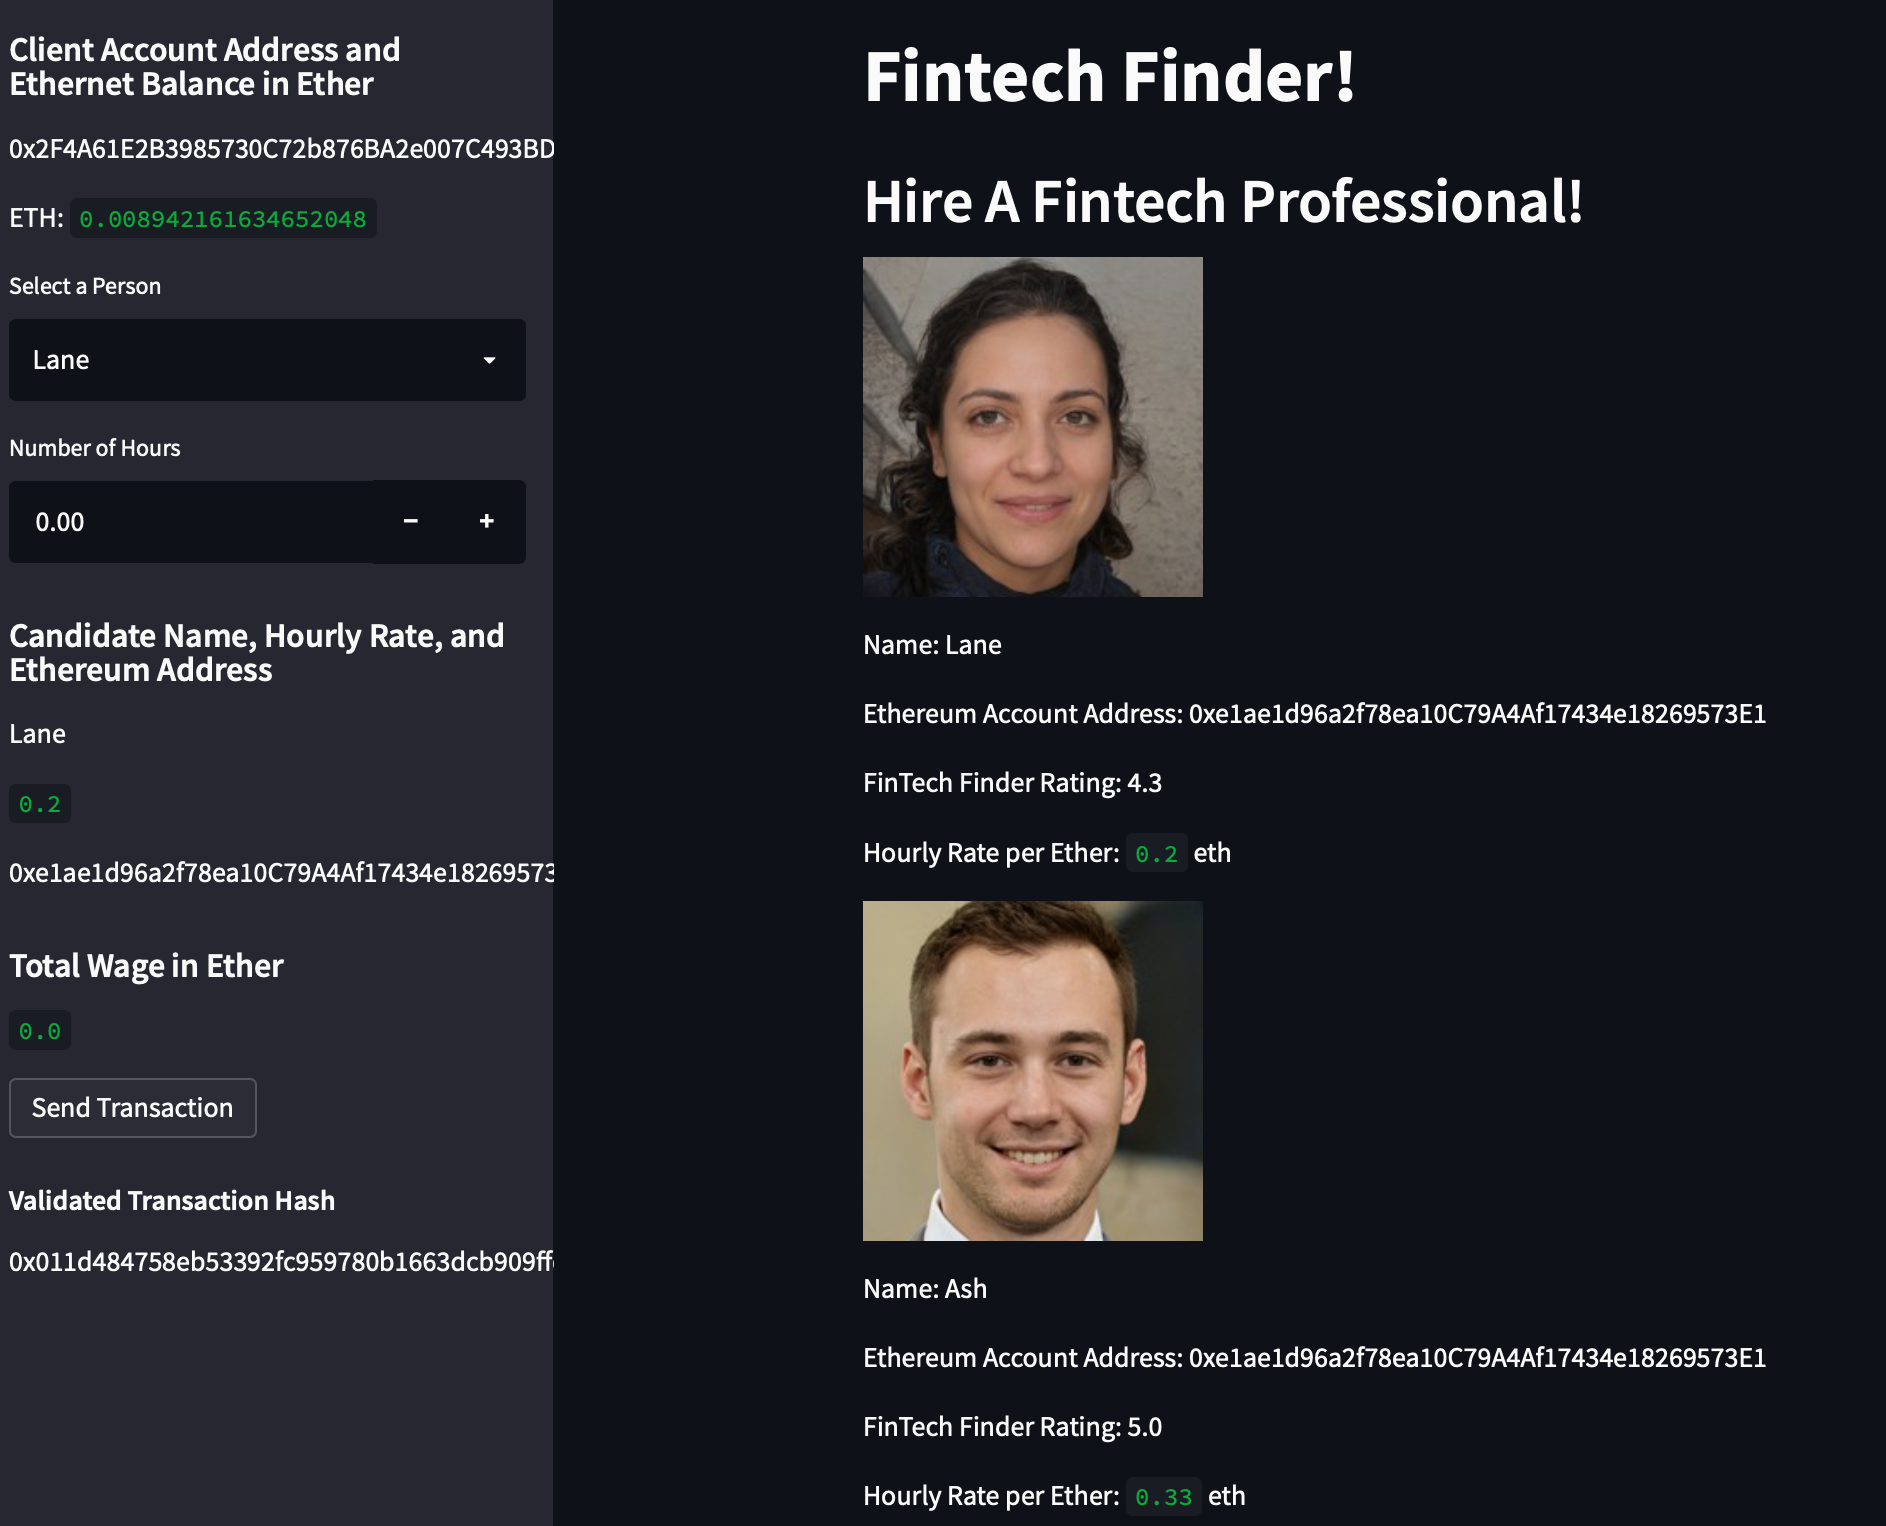 Client Account Address and
Ethernet Balance in Ether
0x2F4A61E2B3985730C72b876BA2e007C493BD
ETH: 0.008942161634652048
Select a Person
Lane
Number of Hours
0.00
− +
Candidate Name, Hourly Rate, and
Ethereum Address
Lane
0.2
0xe1ae1d96a2f78ea10C79A4Af17434e18269573
Total Wage in Ether
0.0
Send Transaction
Validated Transaction Hash
0x011d484758eb53392fc959780b1663dcb909ff
Fintech Finder!
Hire A Fintech Professional!
Name: Lane
Ethereum Account Address: 0xe1ae1d96a2f78ea10C79A4Af17434e18269573E1
FinTech Finder Rating: 4.3
Hourly Rate per Ether: 0.2 eth
Name: Ash
Ethereum Account Address: 0xe1ae1d96a2f78ea10C79A4Af17434e18269573E1
FinTech Finder Rating: 5.0
Hourly Rate per Ether: 0.33 eth